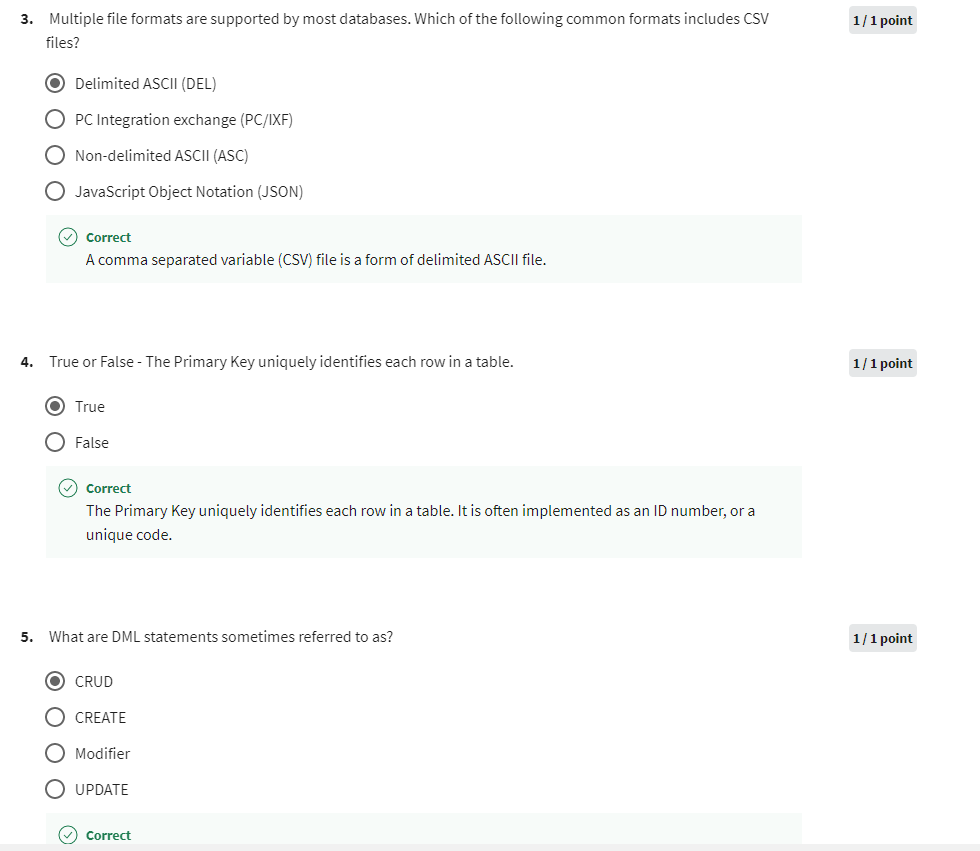 3. Multiple file formats are supported by most databases. Which of the following common formats includes CSV
files?
1 / 1 point
Delimited ASCII (DEL)
PC Integration exchange (PC/IXF)
Non-delimited ASCII (ASC)
JavaScript Object Notation (JSON)
Correct
A comma separated variable (CSV) file is a form of delimited ASCII file.
4. True or False - The Primary Key uniquely identifies each row in a table.
1 / 1 point
True
False
Correct
The Primary Key uniquely identifies each row in a table. It is often implemented as an ID number, or a
unique code.
5. What are DML statements sometimes referred to as?
1 / 1 point
CRUD
CREATE
Modifier
UPDATE
Correct